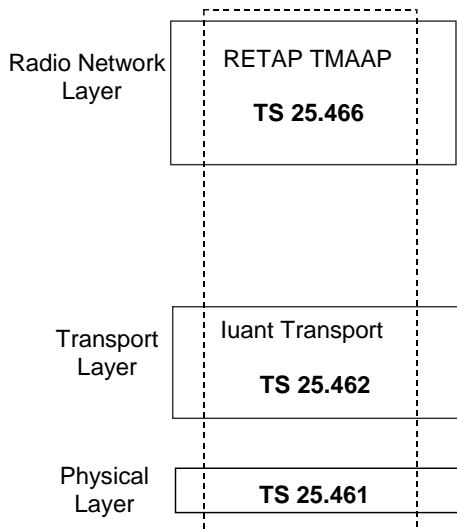 Radio Network
Layer
RETAP TMAAP
TS 25.466
Transport
Layer
Iuant Transport
TS 25.462
Physical
Layer
TS 25.461